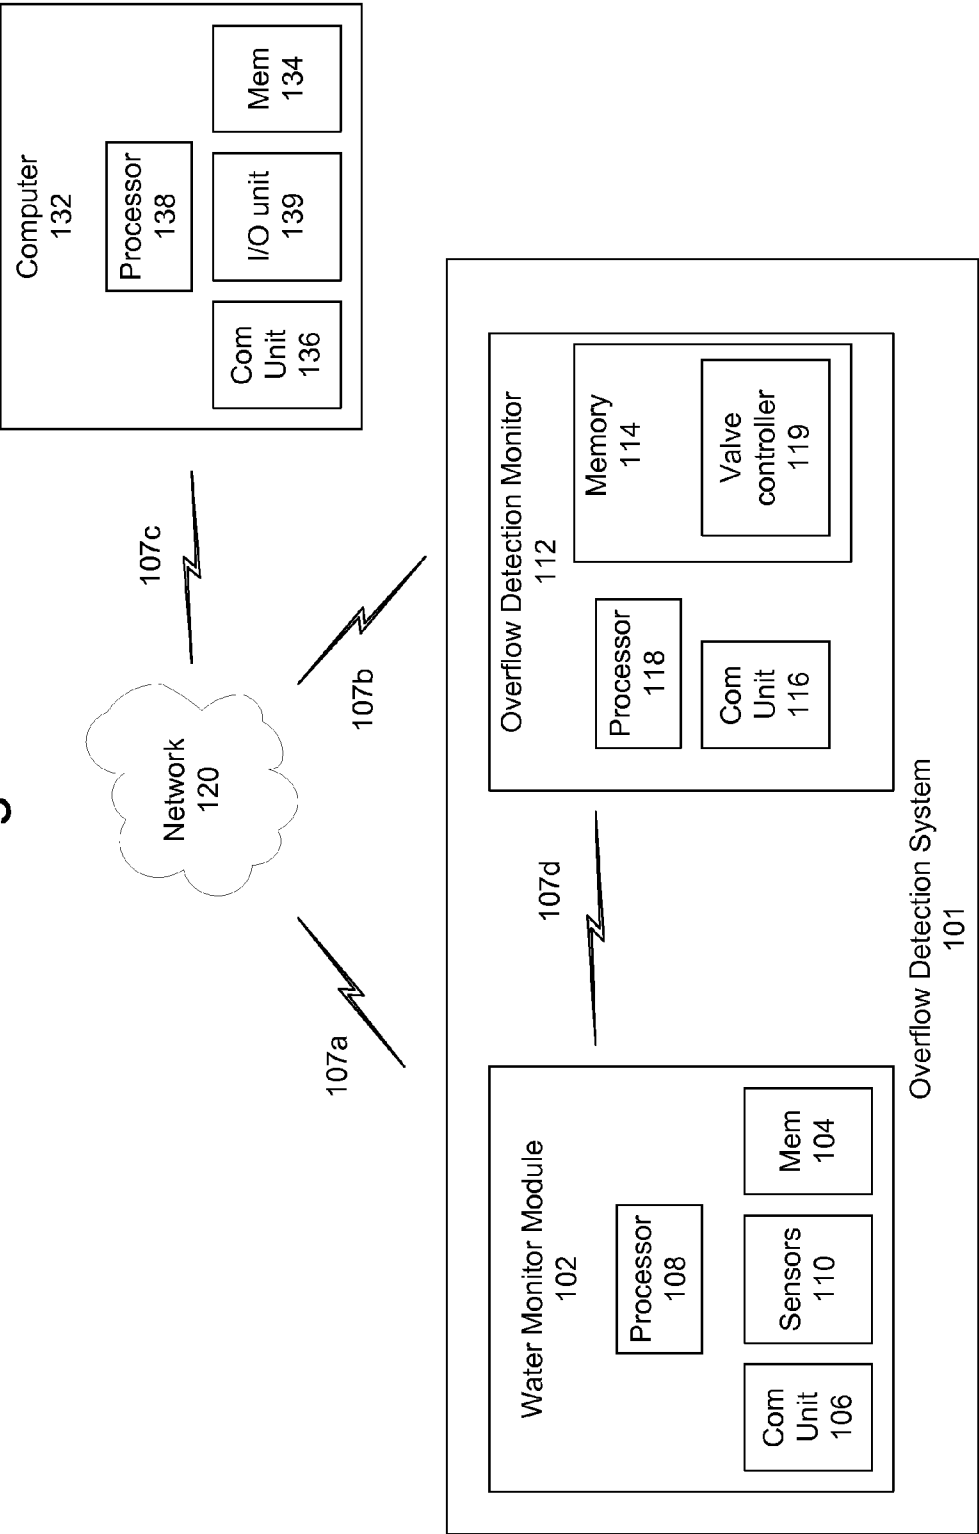 Computer
132
Processor
138
Com
Unit
136
I/O unit
139
Mem
134
107c
Network
120
107a
107b
Water Monitor Module
102
Processor
108
Com
Unit
106
Sensors
110
Mem
104
107d
Overflow Detection Monitor
112
Processor
118
Com
Unit
116
Memory
114
Valve
controller
119
Overflow Detection System
101